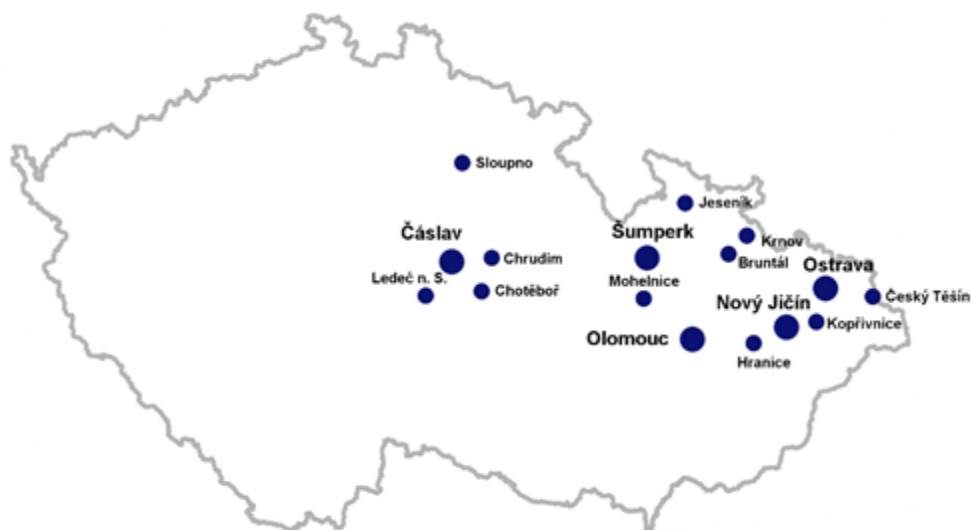 Sloupno
Jeseník
Čáslav
Šumperk
Krnov
Chrudim
Bruntál
Ostrava
Ledeč n. S.
Mohelnice
Chotěboř
Český Těšín
Nový Jičín
Kopřivnice
Olomouc
Hranice